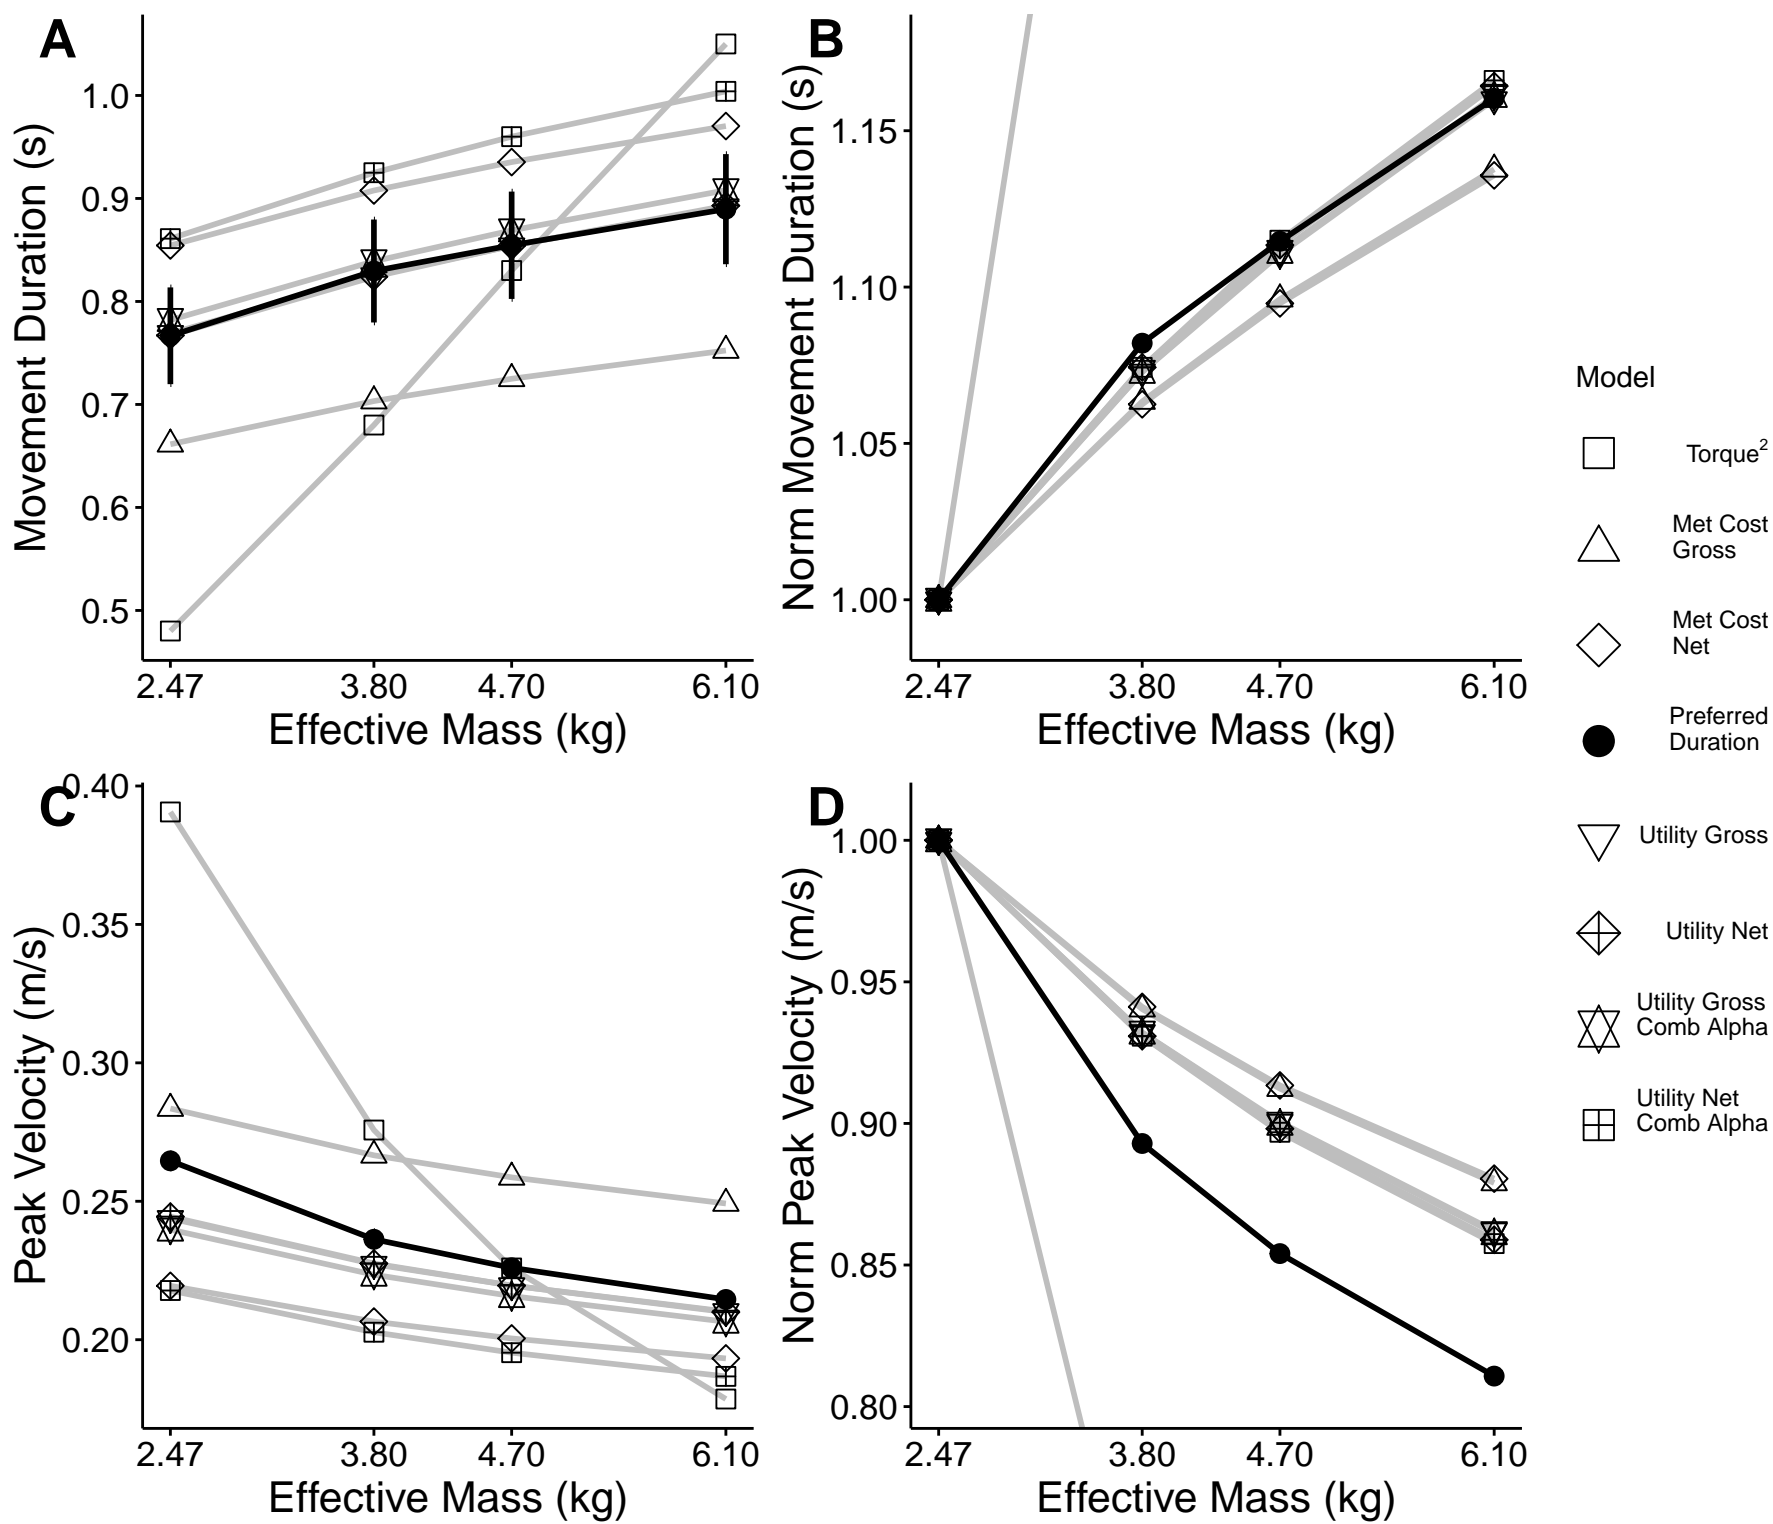 A
Movement Duration (s)
1.0
0.9
0.8
0.7
0.6
0.5
2.47 3.80 4.70 6.10
Effective Mass (kg)
B
Norm Movement Duration (s)
1.15
1.10
1.05
1.00
2.47 3.80 4.70 6.10
Effective Mass (kg)
C
Peak Velocity (m/s)
0.40
0.35
0.30
0.25
0.20
2.47 3.80 4.70 6.10
Effective Mass (kg)
D
Norm Peak Velocity (m/s)
1.00
0.95
0.90
0.85
0.80
2.47 3.80 4.70 6.10
Effective Mass (kg)
Model
Torque²
Met Cost
Gross
Met Cost
Net
Preferred
Duration
Utility Gross
Utility Net
Utility Gross
Comb Alpha
Utility Net
Comb Alpha